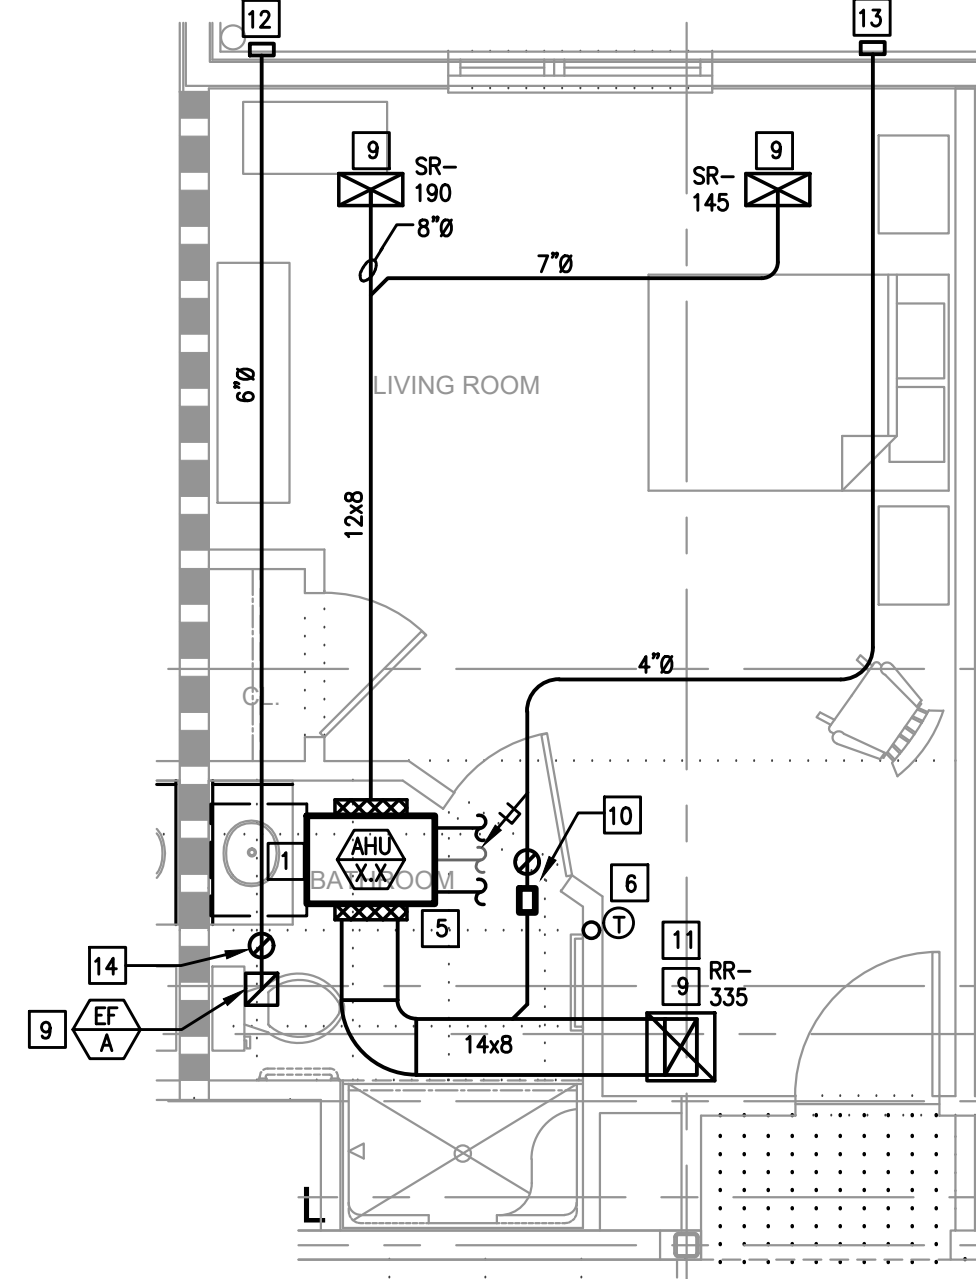 12
13
9
SR-
190
9
SR-
145
8"Ø
7"Ø
6"Ø
LIVING ROOM
12x8
CL.
4"Ø
10
AHU
X.X
1
BATHROOM
6
T
5
11
14
9
RR-
335
9
EF
A
14x8
L